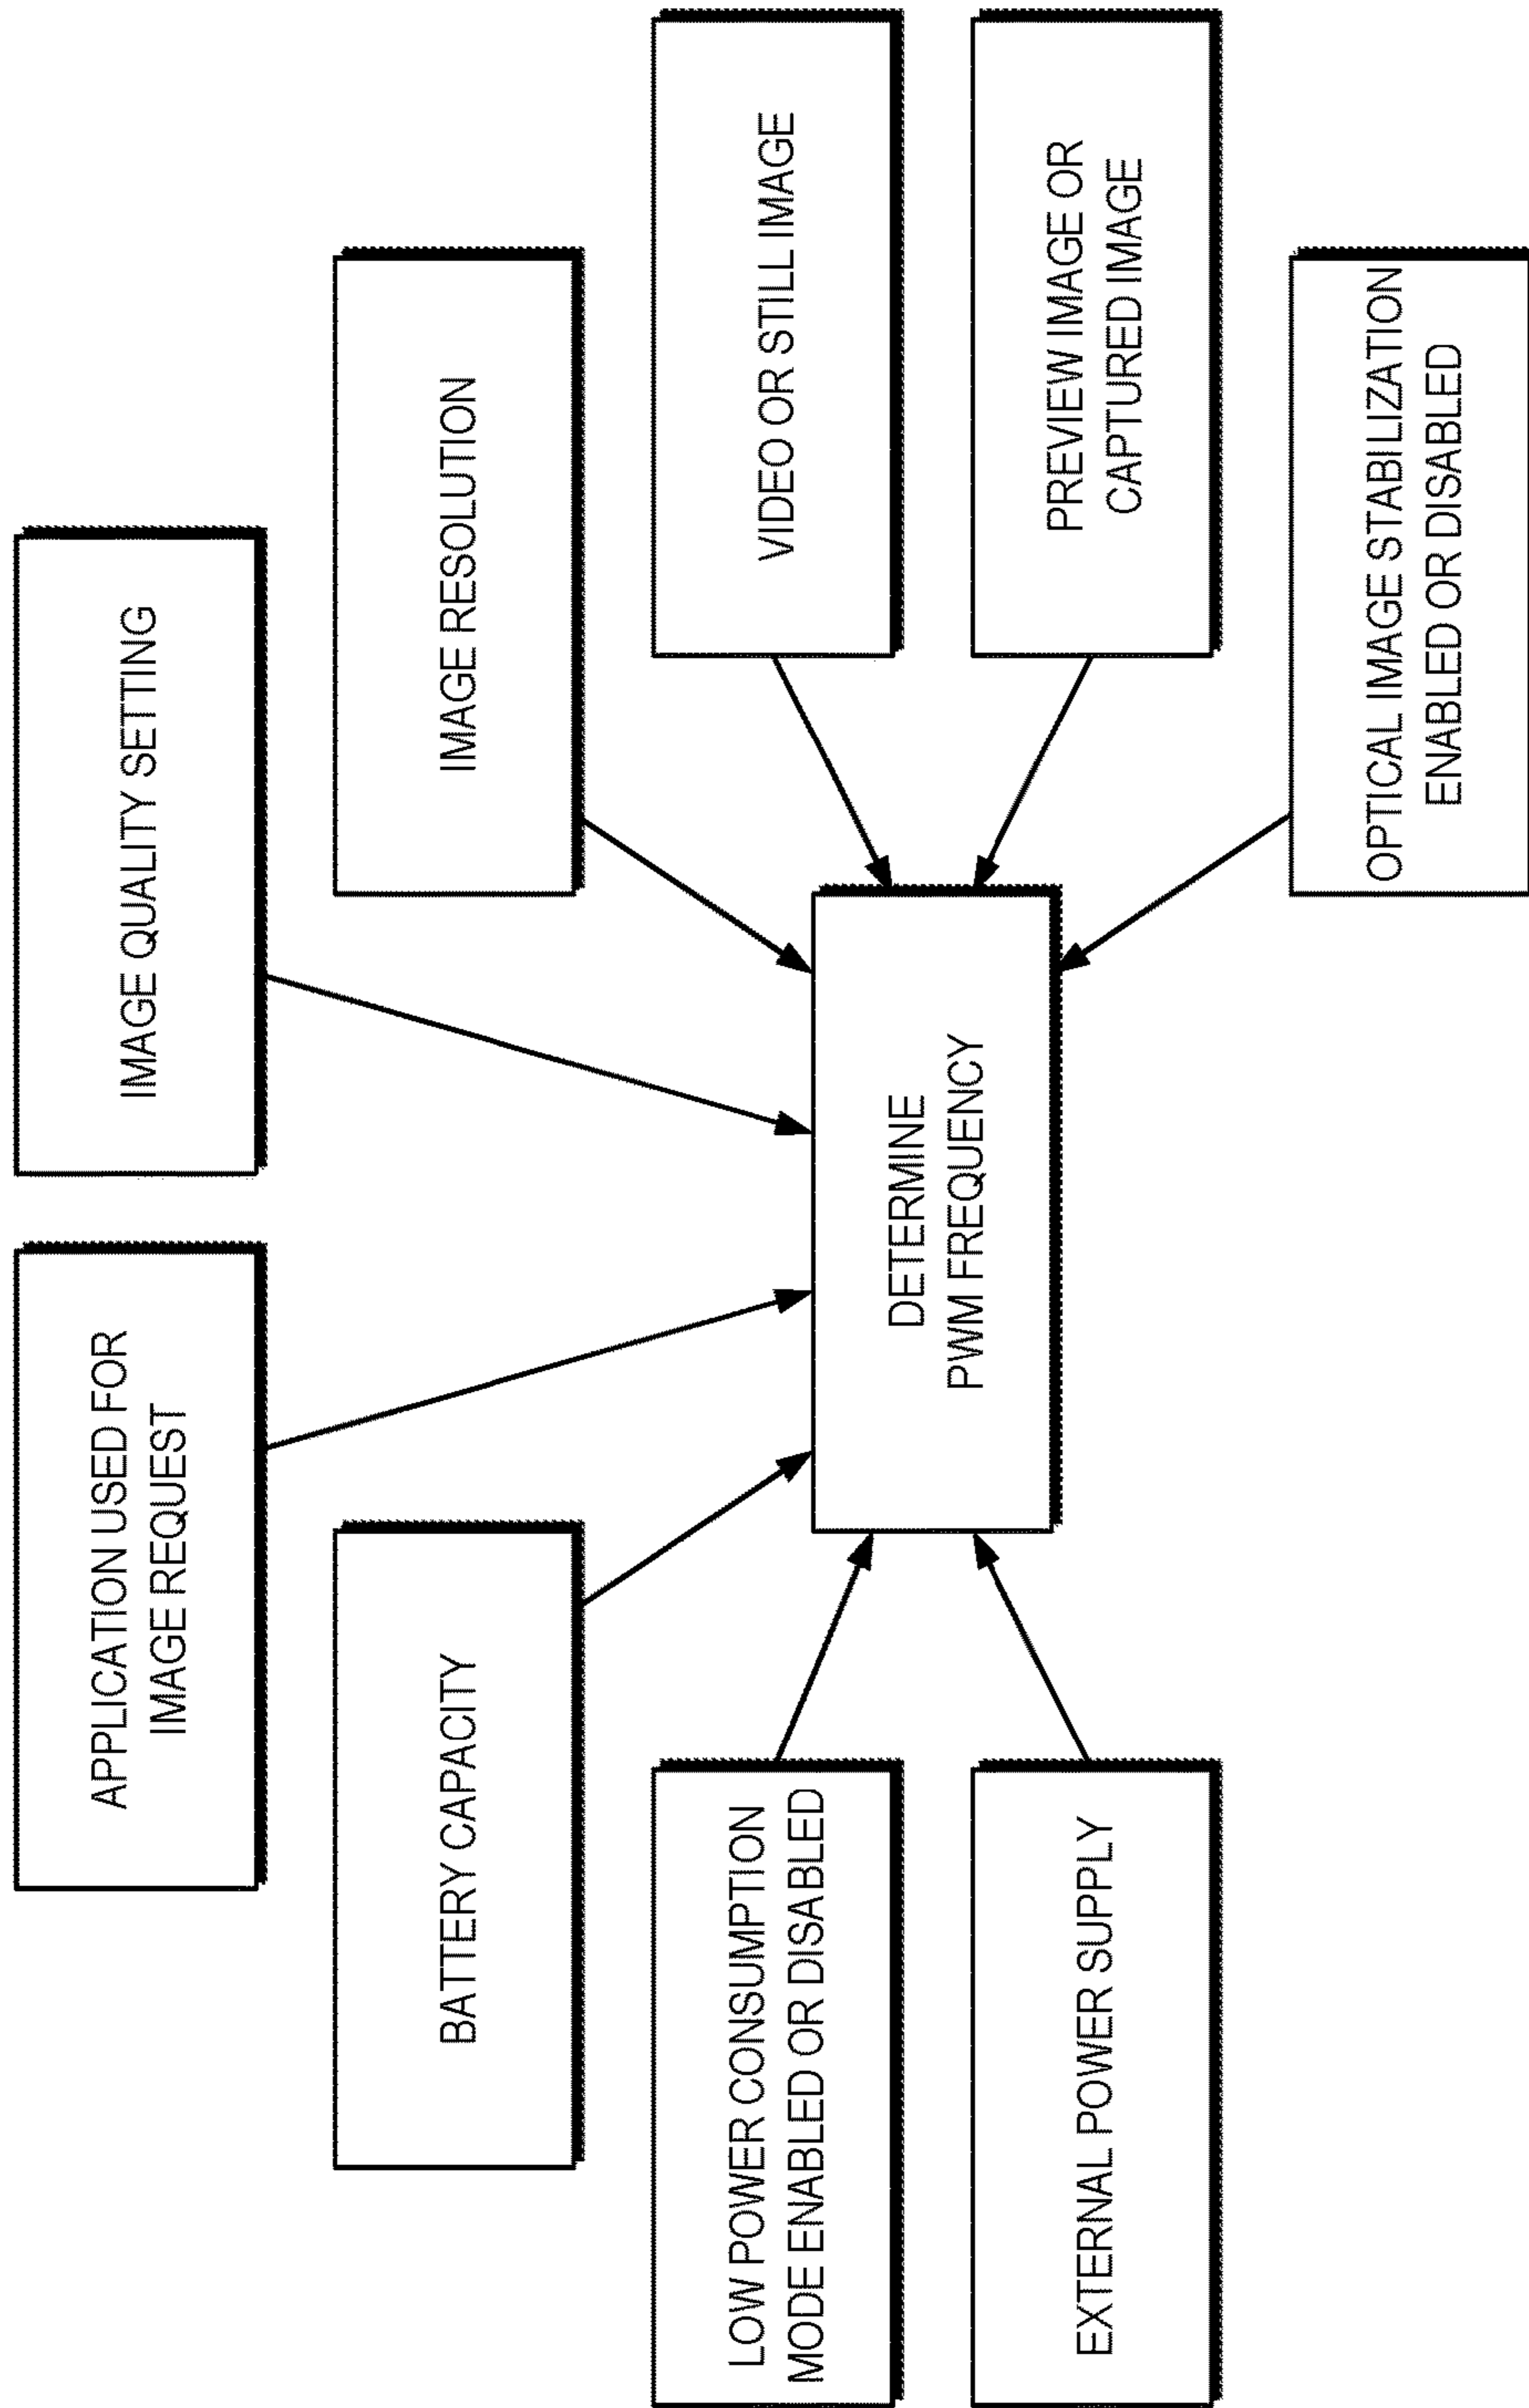 APPLICATION USED FOR
IMAGE REQUEST
IMAGE QUALITY SETTING
BATTERY CAPACITY
IMAGE RESOLUTION
LOW POWER CONSUMPTION
MODE ENABLED OR DISABLED
VIDEO OR STILL IMAGE
DETERMINE
PWM FREQUENCY
EXTERNAL POWER SUPPLY
PREVIEW IMAGE OR
CAPTURED IMAGE
OPTICAL IMAGE STABILIZATION
ENABLED OR DISABLED